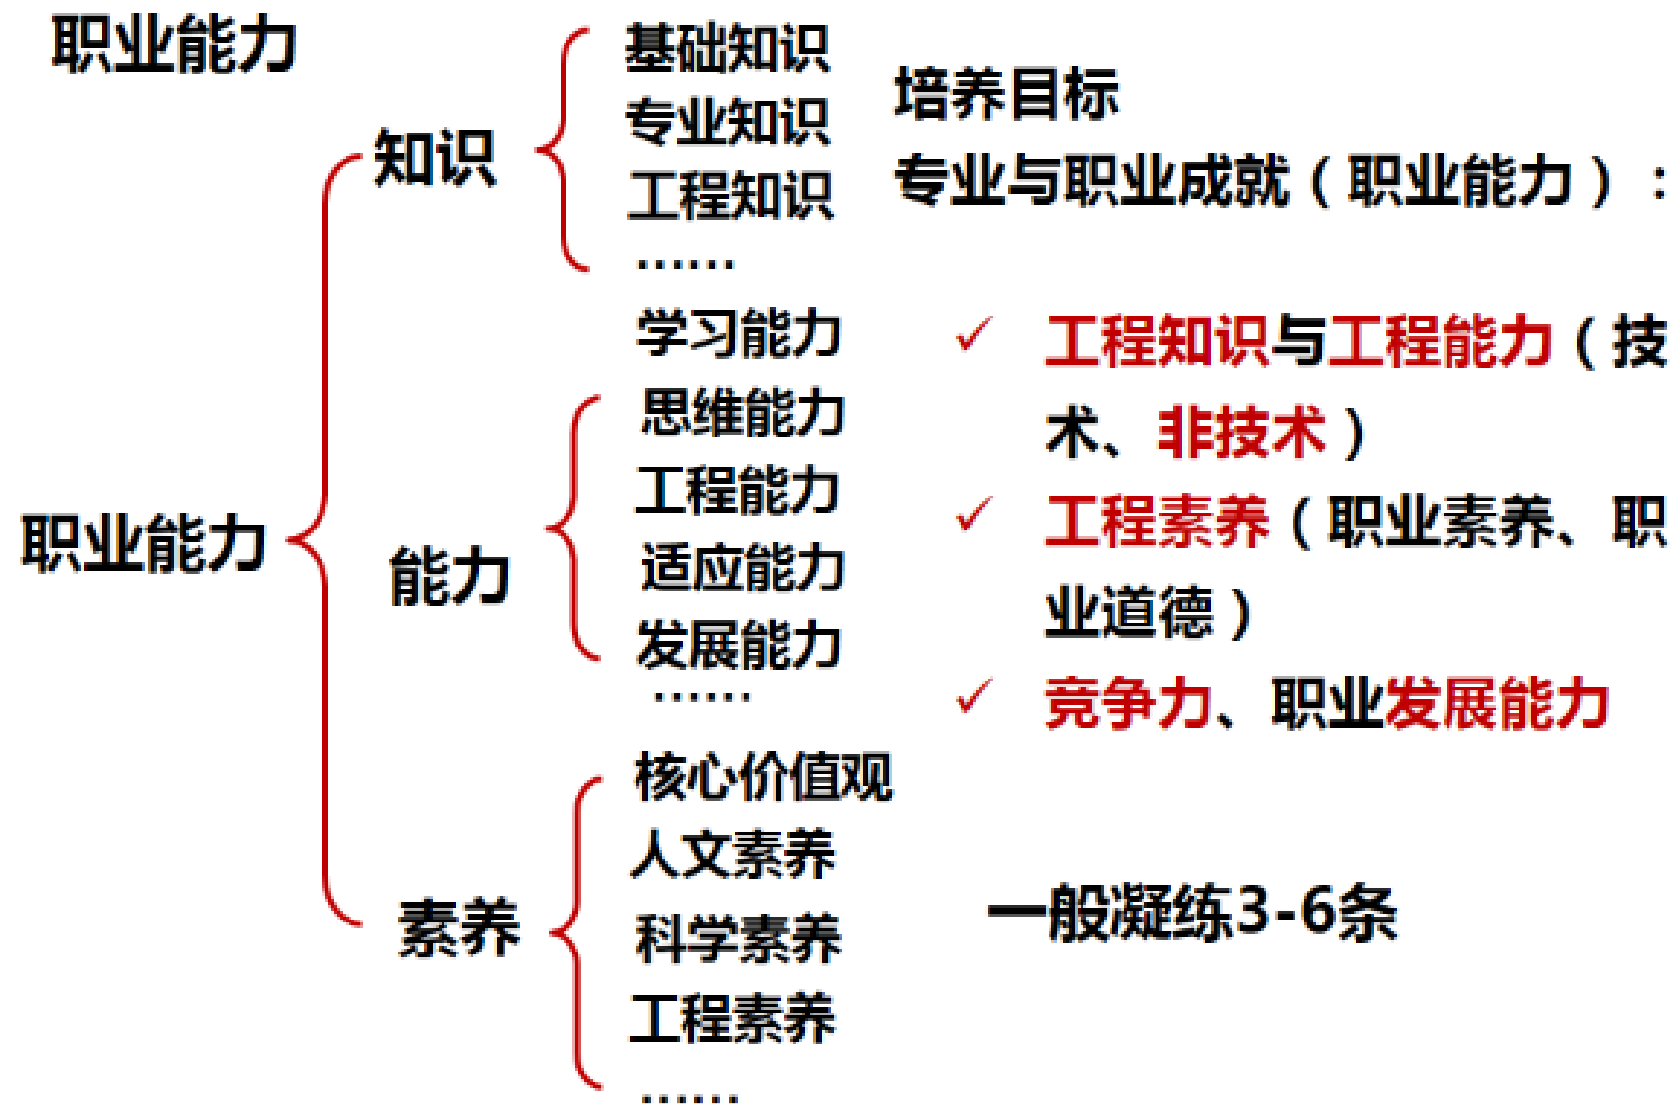 职业能力
职业能力
知识
基础知识
专业知识
工程知识
……
能力
学习能力
思维能力
工程能力
适应能力
发展能力
……
素养
核心价值观
人文素养
科学素养
工程素养
……
培养目标
专业与职业成就（职业能力）：
✓ 工程知识与工程能力（技
术、非技术）
✓ 工程素养（职业素养、职
业道德）
✓ 竞争力、职业发展能力
一般凝练3-6条